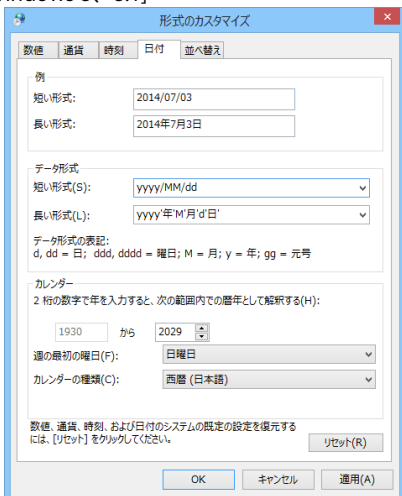 形式のカスタマイズ
数値 通貨 時刻 日付 並べ替え
例
短い形式: 2014/07/03
長い形式: 2014年7月3日
データ形式
短い形式(S): yyyy/MM/dd
長い形式(L): yyyy'年'M'月'd'日'
データ形式の表記:
d, dd = 日; ddd, dddd = 曜日; M = 月; y = 年; gg = 元号
カレンダー
2 桁の数字で年を入力すると、次の範囲内での暦年として解釈する(H):
1930 から 2029
週の最初の曜日(F): 日曜日
カレンダーの種類(C): 西暦 (日本語)
数値、通貨、時刻、および日付のシステムの既定の設定を復元する
には、[リセット] をクリックしてください。
リセット(R)
OK キャンセル 適用(A)